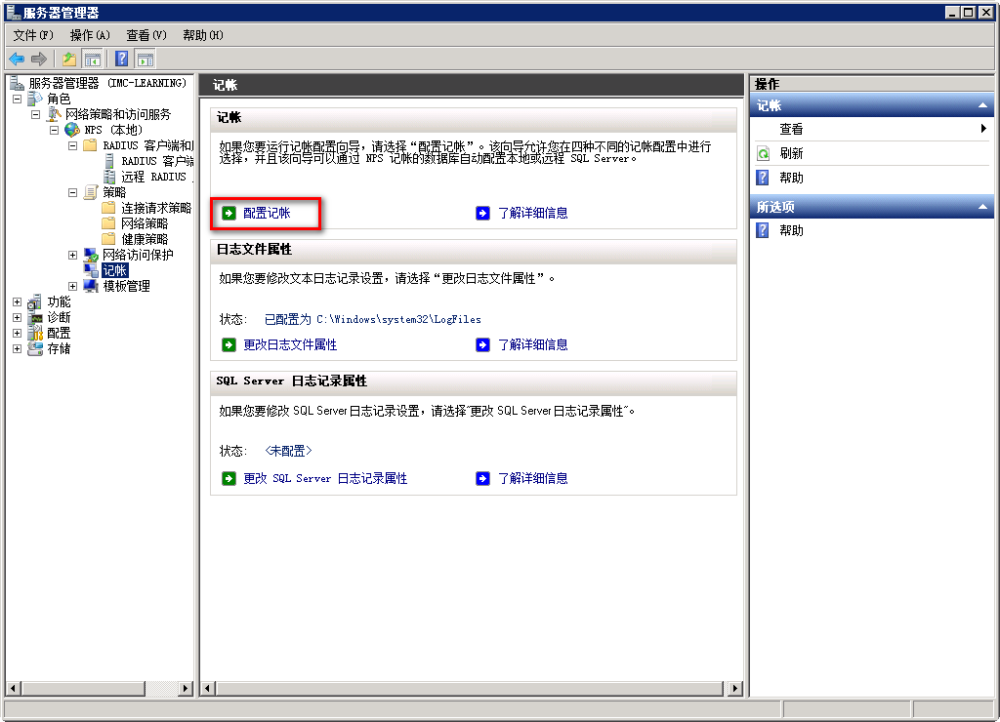 服务器管理器
文件(F) 操作(A) 查看(V) 帮助(H)
服务器管理器 (IMC-LEARNING)
角色
网络策略和访问服务
NPS (本地)
RADIUS 客户端和
RADIUS 客户端
远程 RADIUS
策略
连接请求策略
网络策略
健康策略
网络访问保护
记帐
模板管理
功能
诊断
配置
存储
记帐
记帐
如果您要运行记帐配置向导，请选择“配置记帐”。该向导允许您在四种不同的记帐配置中进行
选择，并且该向导可以通过 NPS 记帐的数据库自动配置本地或远程 SQL Server。
配置记帐 了解详细信息
日志文件属性
如果您要修改文本日志记录设置，请选择“更改日志文件属性”。
状态: 已配置为 C:\Windows\system32\LogFiles
更改日志文件属性 了解详细信息
SQL Server 日志记录属性
如果您要修改 SQL Server 日志记录设置，请选择"更改 SQL Server 日志记录属性"。
状态: <未配置>
更改 SQL Server 日志记录属性 了解详细信息
操作
记帐
查看
刷新
帮助
所选项
帮助